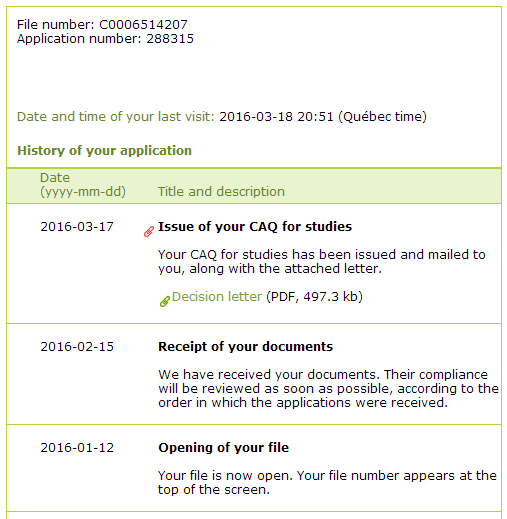 File number: C0006514207
Application number: 288315
Date and time of your last visit: 2016-03-18 20:51 (Québec time)
History of your application
Date
(yyyy-mm-dd) Title and description
2016-03-17 Issue of your CAQ for studies
Your CAQ for studies has been issued and mailed to
you, along with the attached letter.
Decision letter (PDF, 497.3 kb)
2016-02-15 Receipt of your documents
We have received your documents. Their compliance
will be reviewed as soon as possible, according to the
order in which the applications were received.
2016-01-12 Opening of your file
Your file is now open. Your file number appears at the
top of the screen.